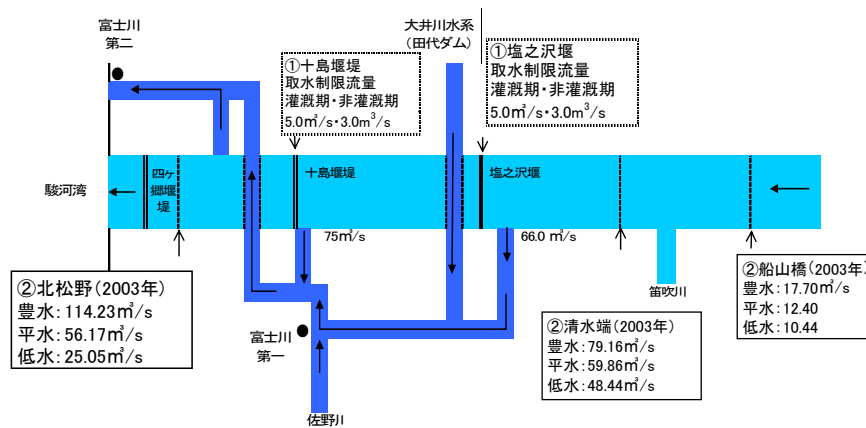 富士川
第二
大井川水系
(田代ダム)
①十島堰堤
取水制限流量
灌漑期・非灌漑期
5.0㎥/s・3.0m³/s
①塩之沢堰
取水制限流量
灌漑期・非灌漑期
5.0㎥/s・3.0m³/s
駿河湾
四ヶ
郷堰
堤
十島堰堤
塩之沢堰
75㎥/s
66.0 ㎥/s
笛吹川
②北松野(2003年)
豊水:114.23㎥/s
平水:56.17㎥/s
低水:25.05㎥/s
富士川
第一
佐野川
②清水端(2003年)
豊水:79.16㎥/s
平水:59.86㎥/s
低水:48.44㎥/s
②船山橋(2003年)
豊水:17.70㎥/s
平水:12.40
低水:10.44